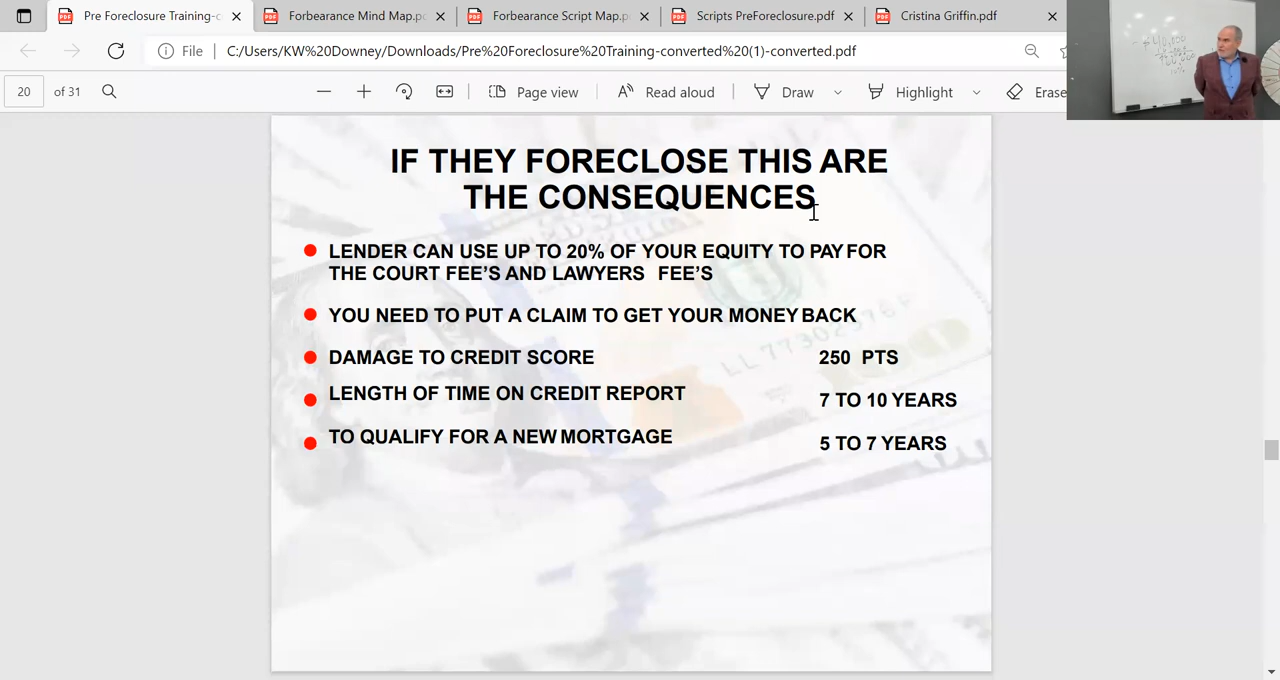 Pre Foreclosure Training-c
Forbearance Mind Map.p
Forbearance Script Map.p
Scripts PreForeclosure.pdf
Cristina Griffin.pdf
File
C:/Users/KW%20Downey/Downloads/Pre%20Foreclosure%20Training-converted%20(1)-converted.pdf
20 of 31
Page view
Read aloud
Draw
Highlight
Erase
IF THEY FORECLOSE THIS ARE
THE CONSEQUENCES
LENDER CAN USE UP TO 20% OF YOUR EQUITY TO PAY FOR
THE COURT FEE'S AND LAWYERS FEE'S
YOU NEED TO PUT A CLAIM TO GET YOUR MONEY BACK
DAMAGE TO CREDIT SCORE 250 PTS
LENGTH OF TIME ON CREDIT REPORT 7 TO 10 YEARS
TO QUALIFY FOR A NEW MORTGAGE 5 TO 7 YEARS